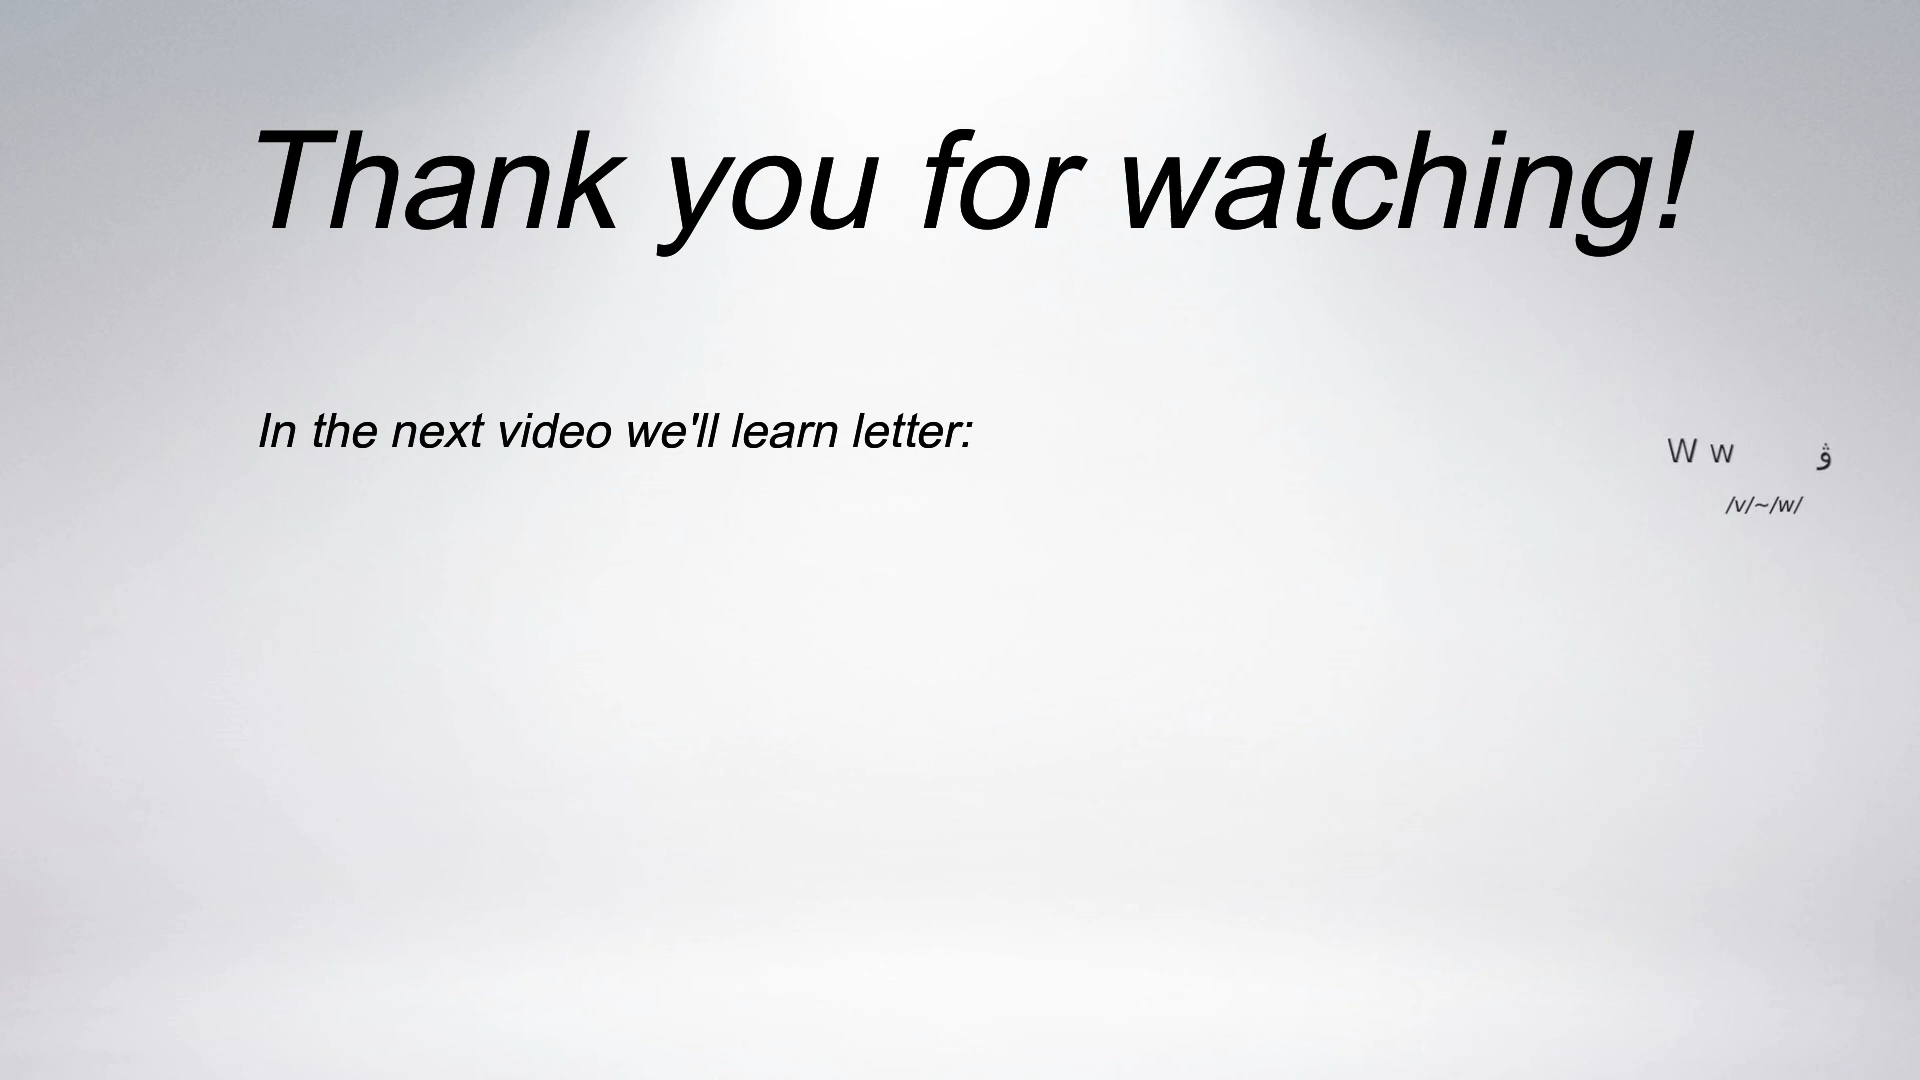 Thank you for watching!
In the next video we'll learn letter:
W w ۋ
/v/~/w/